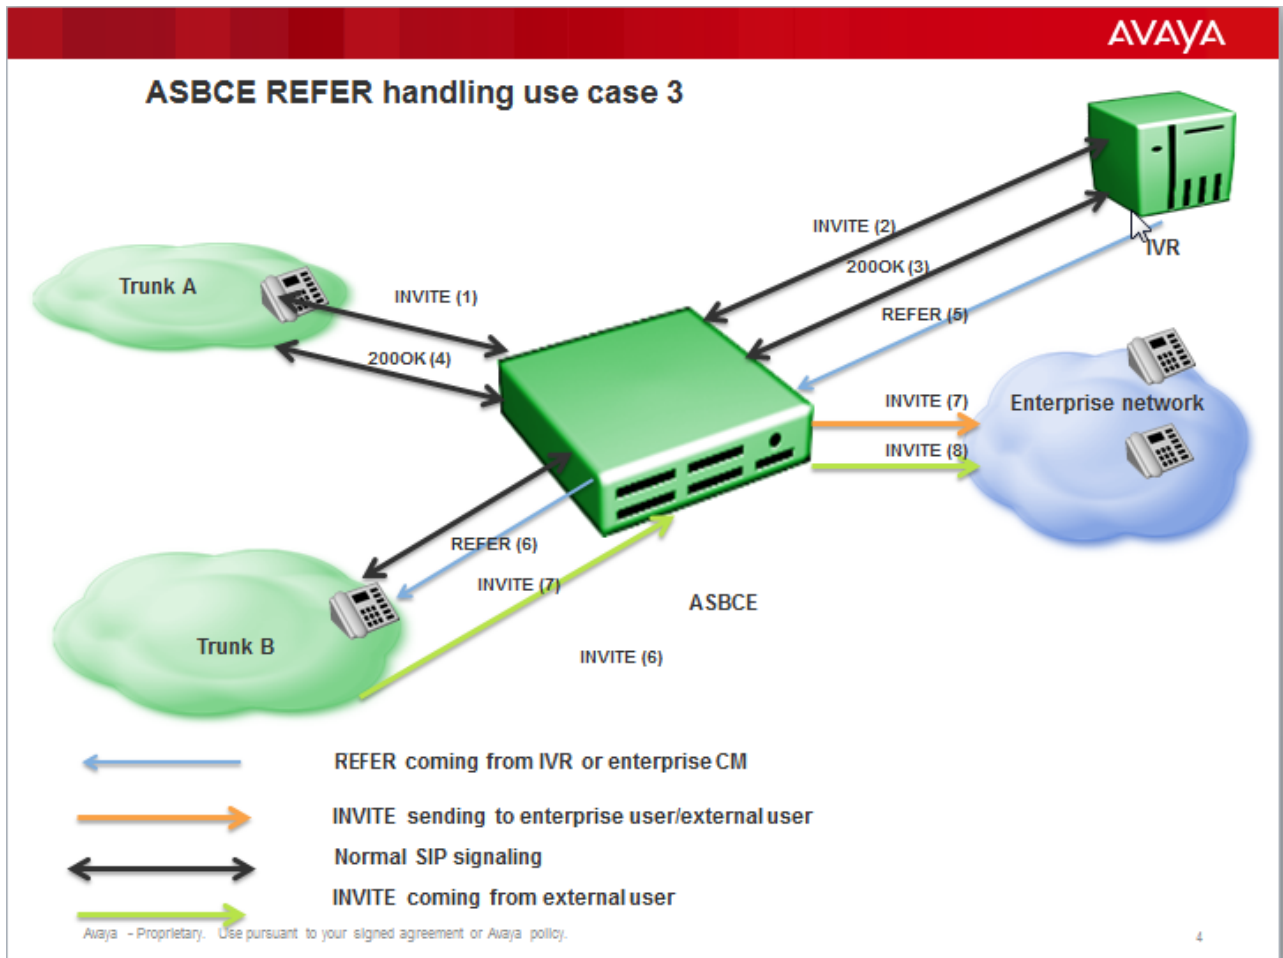 AVAYA
ASBCE REFER handling use case 3
INVITE (2)
IVR
200OK (3)
Trunk A
INVITE (1)
REFER (5)
200OK (4)
INVITE (7)
Enterprise network
INVITE (8)
REFER (6)
INVITE (7)
ASBCE
Trunk B
INVITE (6)
REFER coming from IVR or enterprise CM
INVITE sending to enterprise user/external user
Normal SIP signaling
INVITE coming from external user
Avaya - Proprietary. Use pursuant to your signed agreement or Avaya policy.
4